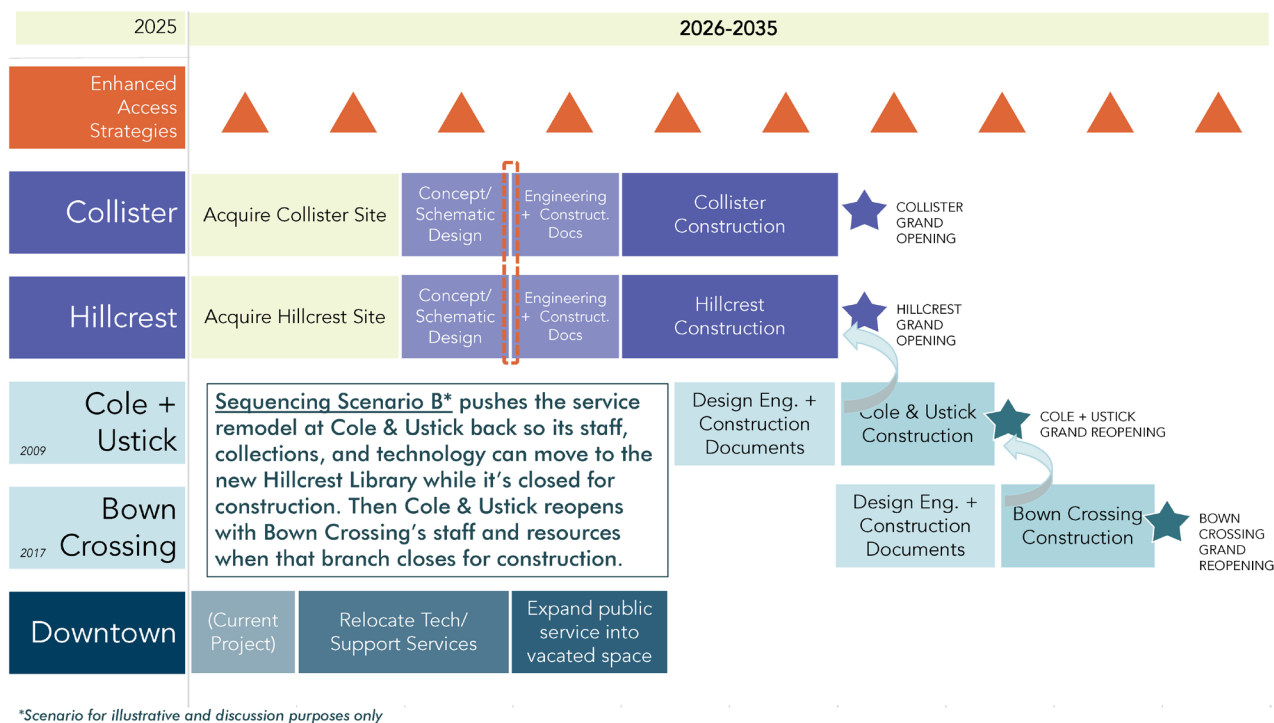 2025
2026-2035
Enhanced
Access
Strategies
Collister
Acquire Collister Site
Concept/
Schematic
Design
Engineering
+ Construct.
Docs
Collister
Construction
COLLISTER
GRAND
OPENING
Hillcrest
Acquire Hillcrest Site
Concept/
Schematic
Design
Engineering
+ Construct.
Docs
Hillcrest
Construction
HILLCREST
GRAND
OPENING
Cole +
Ustick
2009
Sequencing Scenario B* pushes the service
remodel at Cole & Ustick back so its staff,
collections, and technology can move to the
new Hillcrest Library while it’s closed for
construction. Then Cole & Ustick reopens
with Bown Crossing’s staff and resources
when that branch closes for construction.
Design Eng. +
Construction
Documents
Cole & Ustick
Construction
COLE + USTICK
GRAND REOPENING
Bown
Crossing
2017
Design Eng. +
Construction
Documents
Bown Crossing
Construction
BOWN
CROSSING
GRAND
REOPENING
Downtown
(Current
Project)
Relocate Tech/
Support Services
Expand public
service into
vacated space
*Scenario for illustrative and discussion purposes only